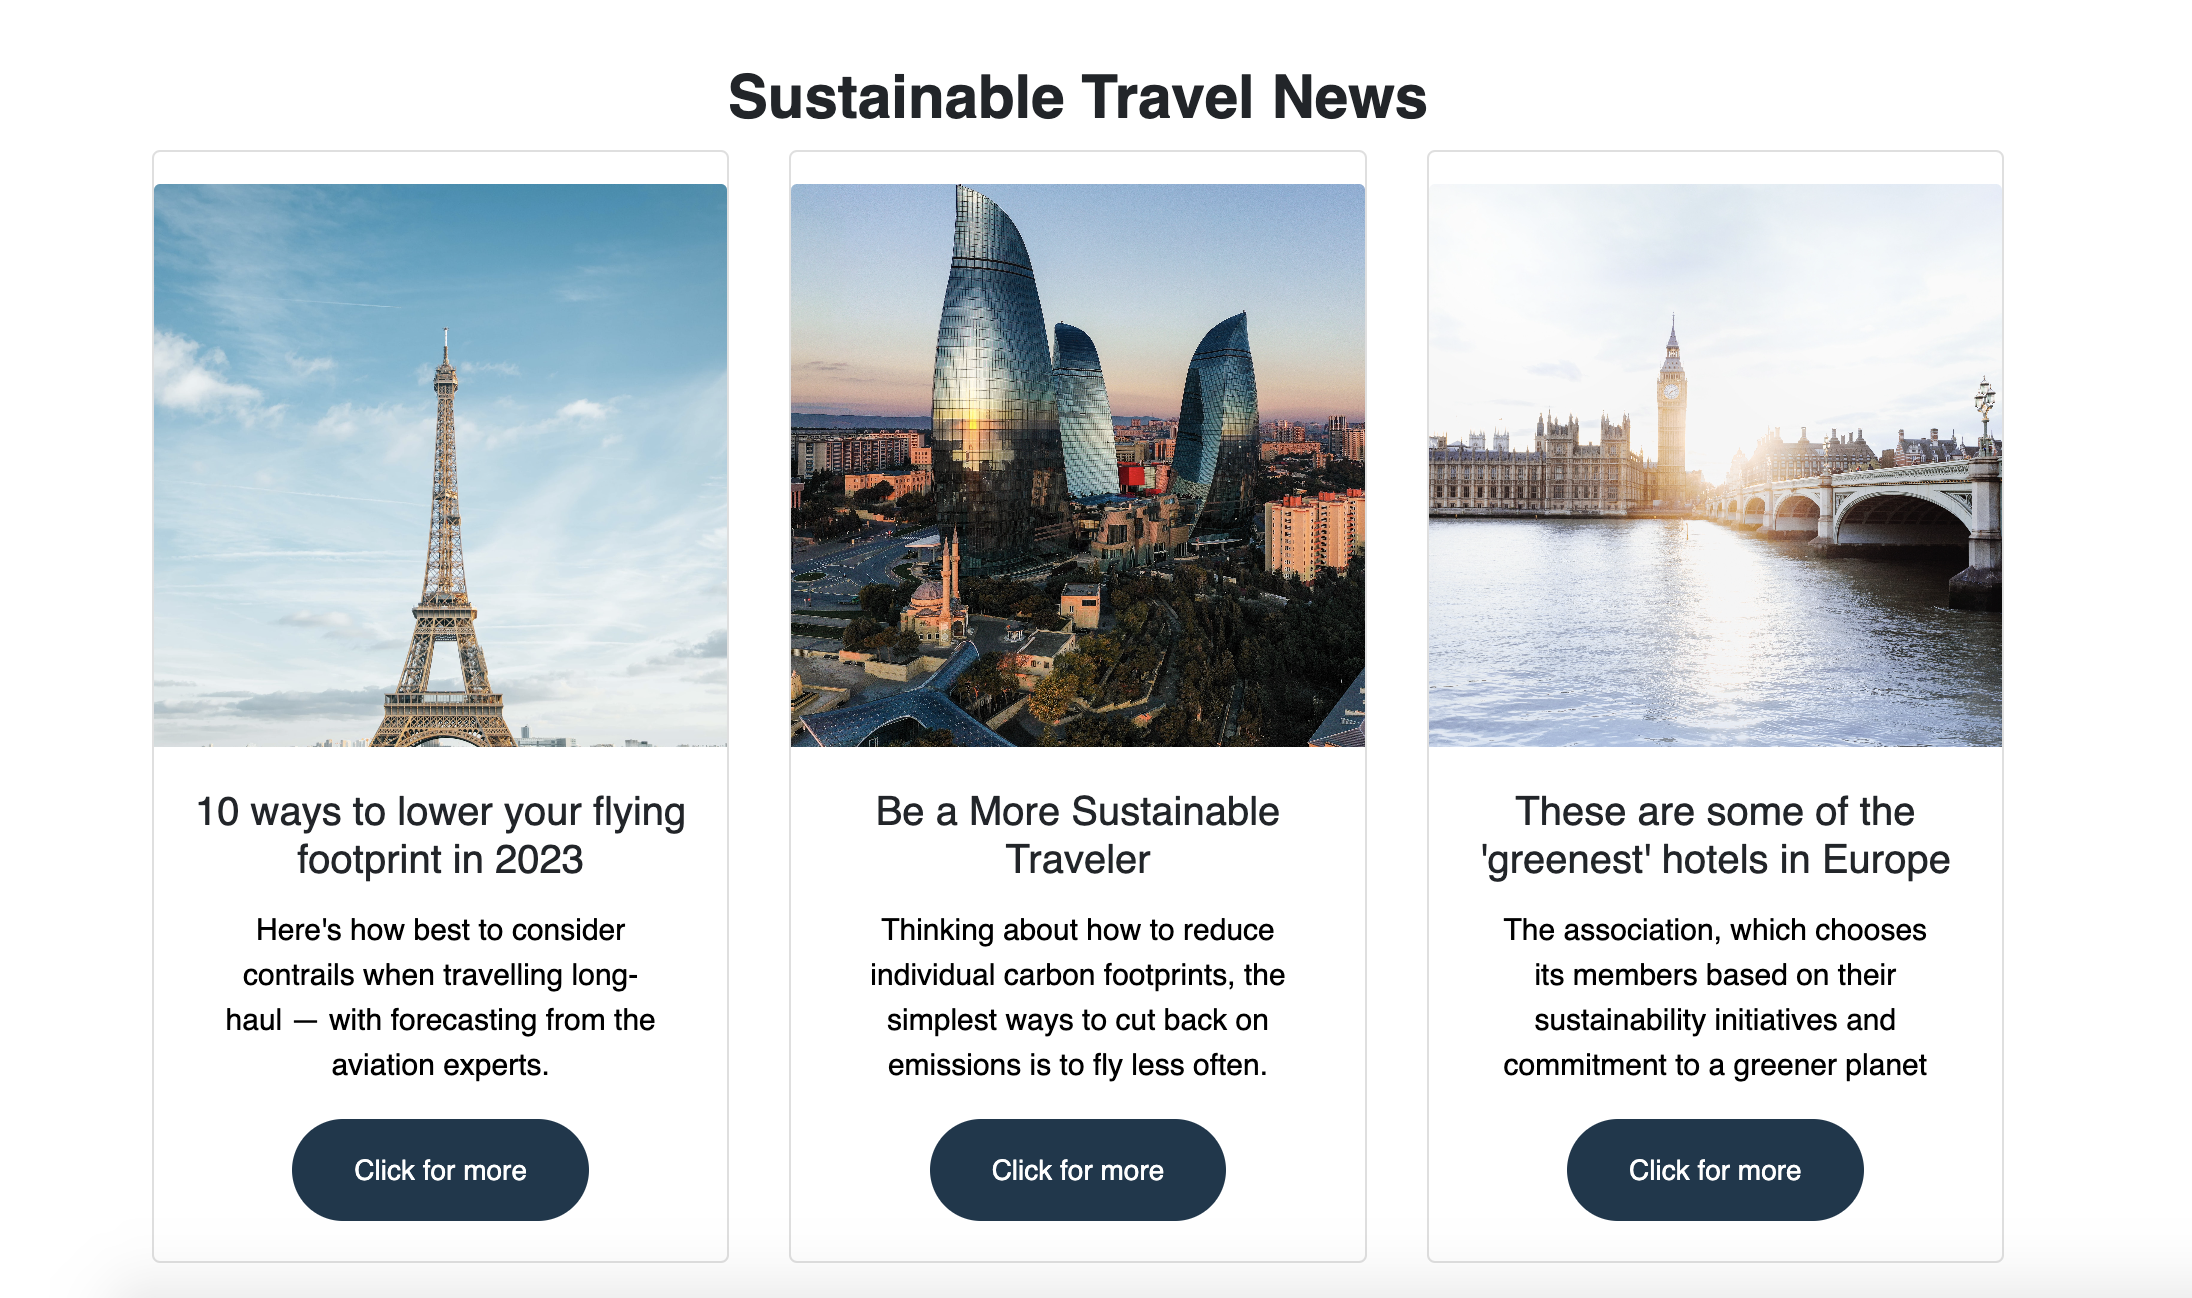 Sustainable Travel News
10 ways to lower your flying
footprint in 2023
Here's how best to consider
contrails when travelling long-
haul — with forecasting from the
aviation experts.
Click for more
Be a More Sustainable
Traveler
Thinking about how to reduce
individual carbon footprints, the
simplest ways to cut back on
emissions is to fly less often.
Click for more
These are some of the
'greenest' hotels in Europe
The association, which chooses
its members based on their
sustainability initiatives and
commitment to a greener planet
Click for more